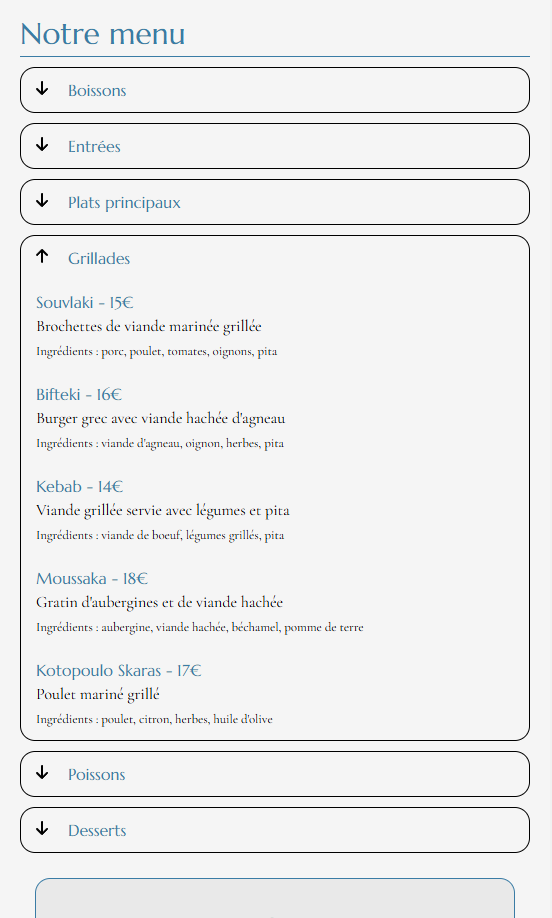 Notre menu
Boissons
Entrées
Plats principaux
Grillades
Souvlaki - 15€
Brochettes de viande marinée grillée
Ingrédients : porc, poulet, tomates, oignons, pita
Bifteki - 16€
Burger grec avec viande hachée d'agneau
Ingrédients : viande d'agneau, oignon, herbes, pita
Kebab - 14€
Viande grillée servie avec légumes et pita
Ingrédients : viande de boeuf, légumes grillés, pita
Moussaka - 18€
Gratin d'aubergines et de viande hachée
Ingrédients : aubergine, viande hachée, béchamel, pomme de terre
Kotopoulo Skaras - 17€
Poulet mariné grillé
Ingrédients : poulet, citron, herbes, huile d'olive
Poissons
Desserts